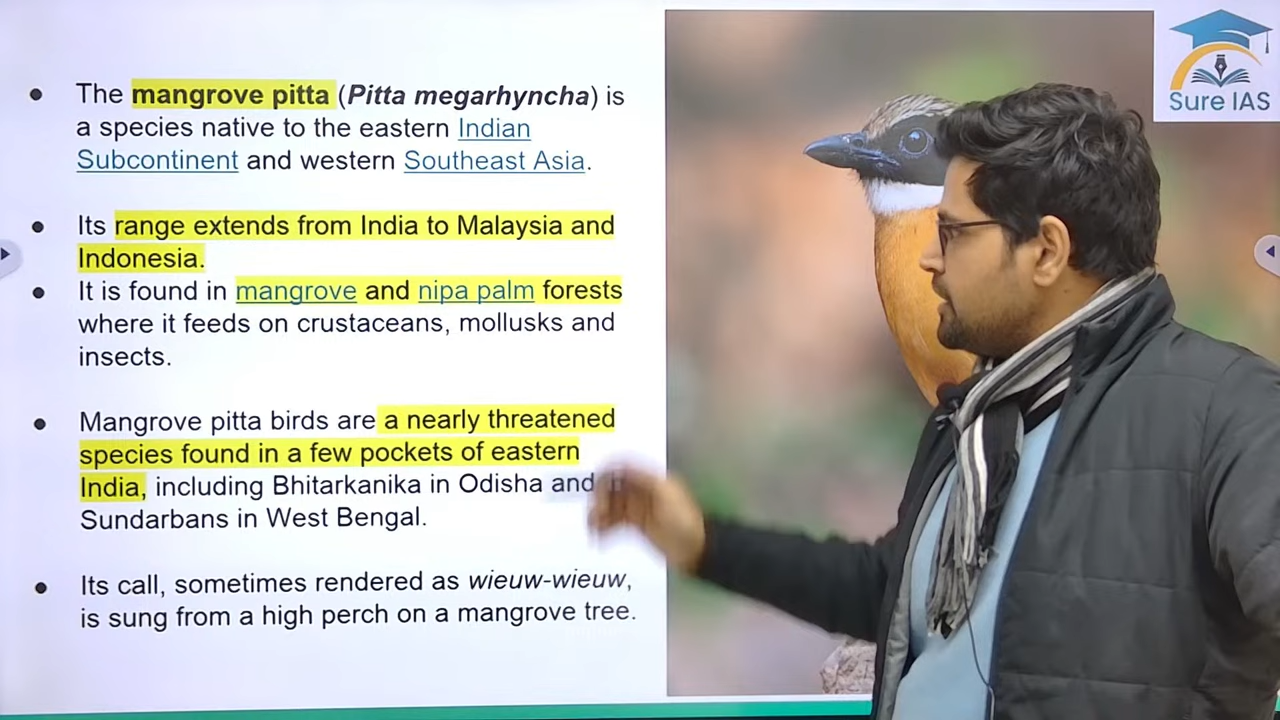 The mangrove pitta (Pitta megarhyncha) is
a species native to the eastern Indian
Subcontinent and western Southeast Asia.
Its range extends from India to Malaysia and
Indonesia.
It is found in mangrove and nipa palm forests
where it feeds on crustaceans, mollusks and
insects.
Mangrove pitta birds are a nearly threatened
species found in a few pockets of eastern
India, including Bhitarkanika in Odisha and
Sundarbans in West Bengal.
Its call, sometimes rendered as wieuw-wieuw,
is sung from a high perch on a mangrove tree.
Sure IAS